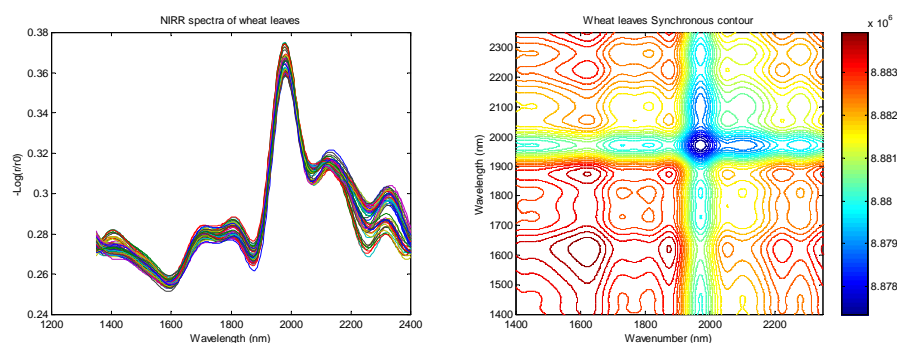 NIRR spectra of wheat leaves
0.38
0.36
0.34
0.32
0.3
0.28
0.26
0.24
-Log(r/r0)
1200 1400 1600 1800 2000 2200 2400
Wavelength (nm)
Wheat leaves Synchronous contour
2300
2200
2100
2000
1900
1800
1700
1600
1500
1400
Wavelength (nm)
1400 1600 1800 2000 2200
Wavenumber (nm)
x 10⁶
8.883
8.882
8.881
8.88
8.879
8.878